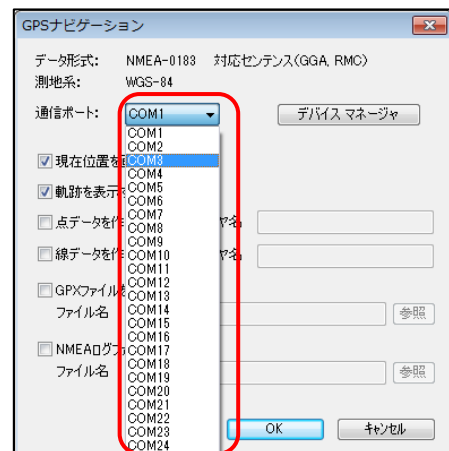 GPSナビゲーション
データ形式: NMEA-0183 対応センテンス(GGA, RMC)
測地系: WGS-84
通信ポート: COM1 デバイス マネージャ
COM1
COM2
現在位置を
COM3
COM4
軌跡を表示
COM5
COM6
COM7
点データを作 ヤ名
COM8
COM9
線データを作 ヤ名
COM10
COM11
COM12
GPXファイル
COM13
ファイル名 参照
COM14
COM15
COM16
NMEAログフ
COM17
COM18
ファイル名 参照
COM19
COM20
COM21
COM22
OK キャンセル
COM23
COM24